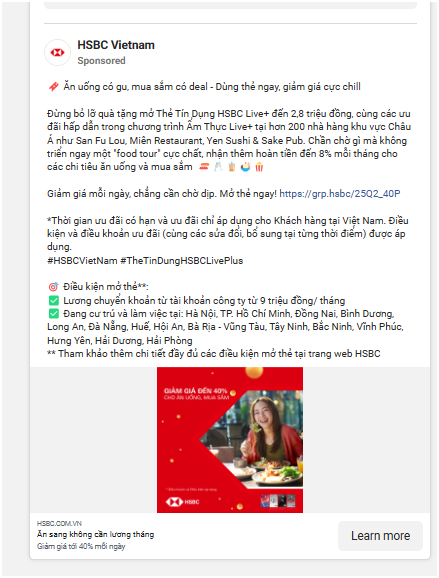 HSBC Vietnam
Sponsored
Ăn uống có gu, mua sắm có deal - Dùng thẻ ngay, giảm giá cực chill
Đừng bỏ lỡ quà tặng mở Thẻ Tín Dụng HSBC Live+ đến 2,8 triệu đồng, cùng các ưu
đãi hấp dẫn trong chương trình Ẩm Thực Live+ tại hơn 200 nhà hàng khu vực Châu
Á như San Fu Lou, Miên Restaurant, Yen Sushi & Sake Pub. Chần chờ gì mà không
triển ngay một "food tour" cực chất, nhận thêm hoàn tiền đến 8% mỗi tháng cho
các chi tiêu ăn uống và mua sắm
Giảm giá mỗi ngày, chẳng cần chờ dịp. Mở thẻ ngay! https://grp.hsbc/25Q2_40P
*Thời gian ưu đãi có hạn và ưu đãi chỉ áp dụng cho Khách hàng tại Việt Nam. Điều
kiện và điều khoản ưu đãi (cùng các sửa đổi, bổ sung tại từng thời điểm) được áp
dụng.
#HSBCVietNam #TheTinDungHSBCLivePlus
Điều kiện mở thẻ**:
Lương chuyển khoản từ tài khoản công ty từ 9 triệu đồng/ tháng
Đang cư trú và làm việc tại: Hà Nội, TP. Hồ Chí Minh, Đồng Nai, Bình Dương,
Long An, Đà Nẵng, Huế, Hội An, Bà Rịa - Vũng Tàu, Tây Ninh, Bắc Ninh, Vĩnh Phúc,
Hưng Yên, Hải Dương, Hải Phòng
** Tham khảo thêm chi tiết đầy đủ các điều kiện mở thẻ tại trang web HSBC
GIẢM GIÁ ĐẾN 40%
CHO ĂN UỐNG, MUA SẮM
HSBC
HSBC.COM.VN
Ăn sang không cần lương tháng
Giảm giá tới 40% mỗi ngày
Learn more